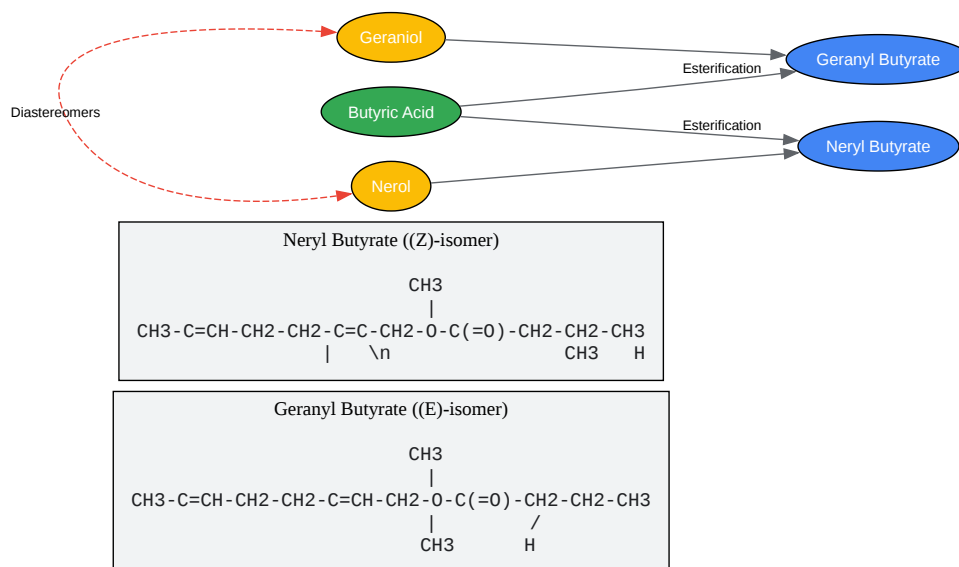 Geraniol
Geranyl Butyrate
Esterification
Diastereomers
Butyric Acid
Esterification
Neryl Butyrate
Nerol
Neryl Butyrate ((Z)-isomer)
CH3
|
CH3-C=CH-CH2-CH2-C=C-CH2-O-C(=O)-CH2-CH2-CH3
|   \n               CH3   H
Geranyl Butyrate ((E)-isomer)
CH3
|
CH3-C=CH-CH2-CH2-C=CH-CH2-O-C(=O)-CH2-CH2-CH3
|        /
CH3      H